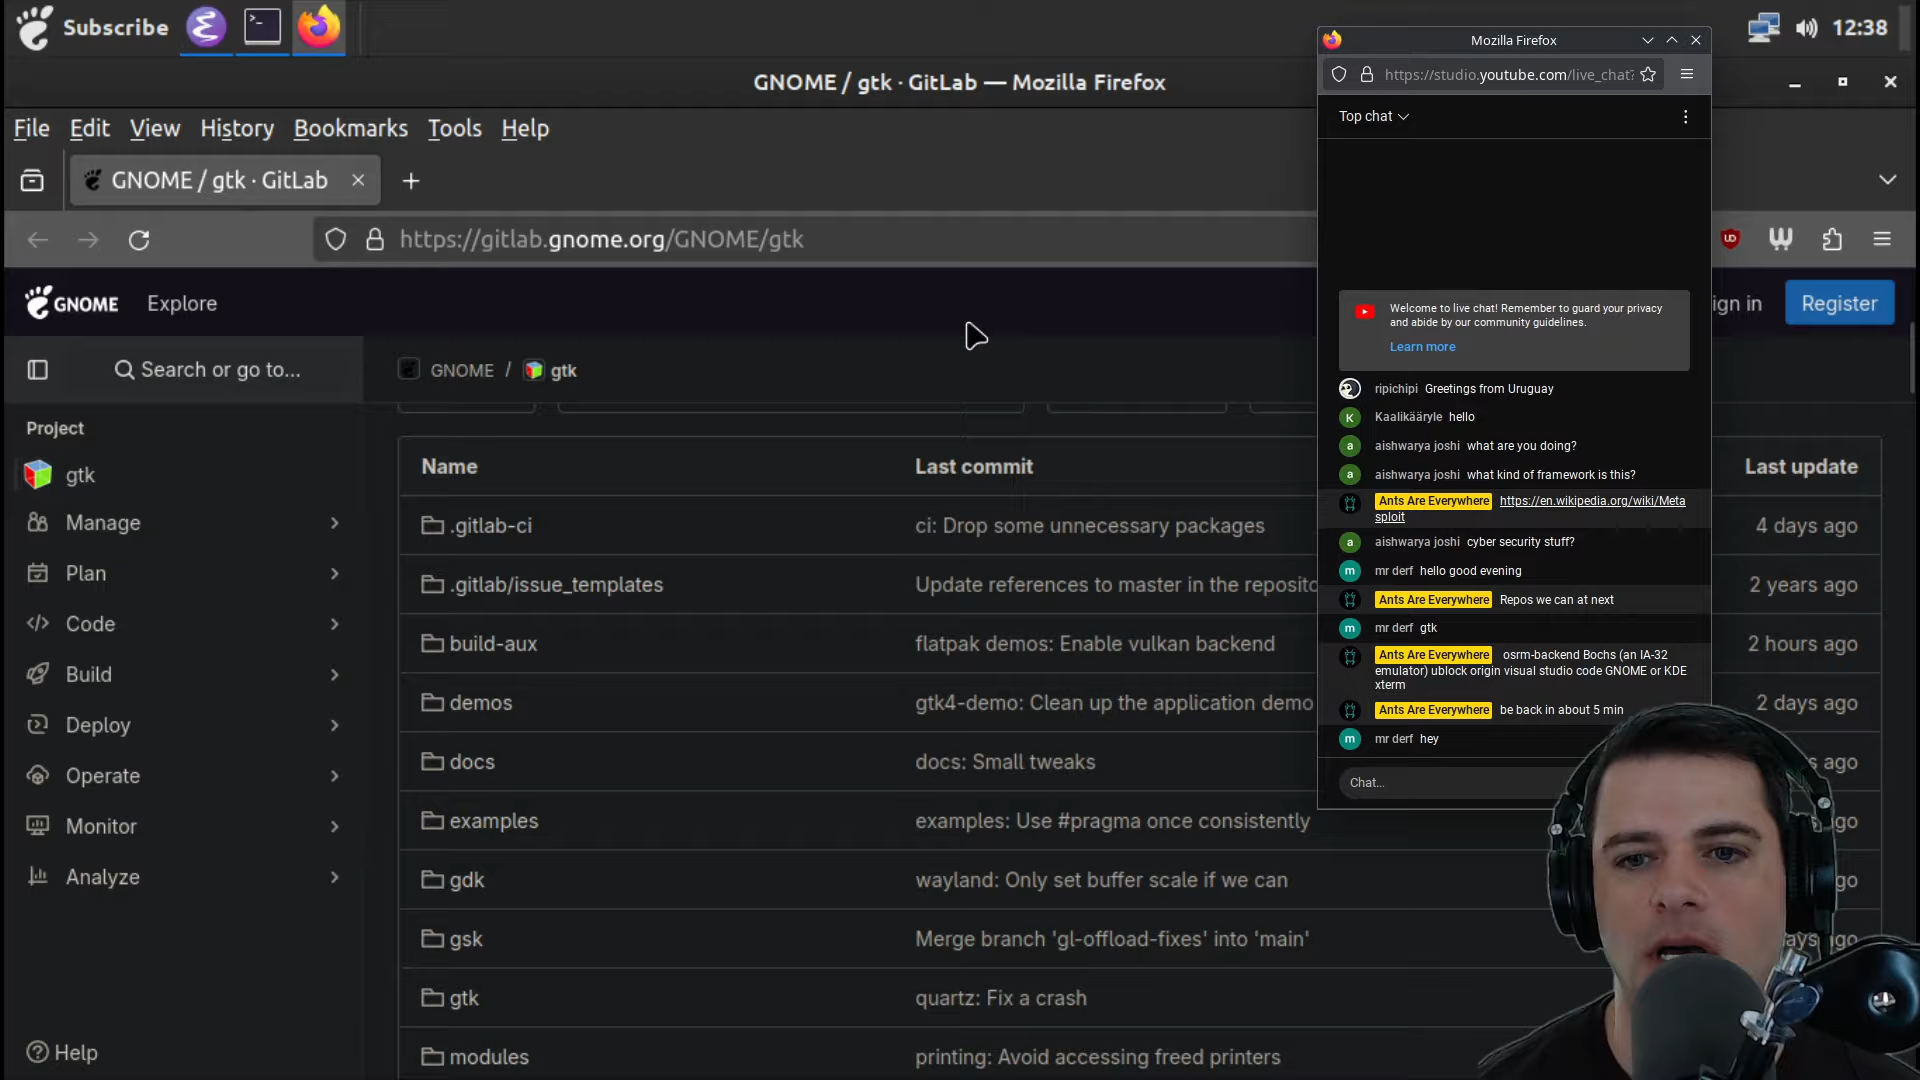 Subscribe
12:38
GNOME / gtk · GitLab — Mozilla Firefox
File Edit View History Bookmarks Tools Help
GNOME / gtk · GitLab
https://gitlab.gnome.org/GNOME/gtk
GNOME Explore
ign in Register
Search or go to...
GNOME / gtk
Project
gtk
Manage
Plan
Code
Build
Deploy
Operate
Monitor
Analyze
Help
Name Last commit Last update
.gitlab-ci ci: Drop some unnecessary packages 4 days ago
.gitlab/issue_templates Update references to master in the reposito 2 years ago
build-aux flatpak demos: Enable vulkan backend 2 hours ago
demos gtk4-demo: Clean up the application demo 2 days ago
docs docs: Small tweaks ago
examples examples: Use #pragma once consistently go
gdk wayland: Only set buffer scale if we can go
gsk Merge branch 'gl-offload-fixes' into 'main' ago
gtk quartz: Fix a crash
modules printing: Avoid accessing freed printers
Mozilla Firefox
https://studio.youtube.com/live_chat?
Top chat
Welcome to live chat! Remember to guard your privacy
and abide by our community guidelines.
Learn more
ripichipi Greetings from Uruguay
K Kaalikääryle hello
a aishwarya joshi what are you doing?
a aishwarya joshi what kind of framework is this?
Ants Are Everywhere https://en.wikipedia.org/wiki/Meta
sploit
a aishwarya joshi cyber security stuff?
m mr derf hello good evening
Ants Are Everywhere Repos we can at next
m mr derf gtk
Ants Are Everywhere osrm-backend Bochs (an IA-32
emulator) ublock origin visual studio code GNOME or KDE
xterm
Ants Are Everywhere be back in about 5 min
m mr derf hey
Chat...